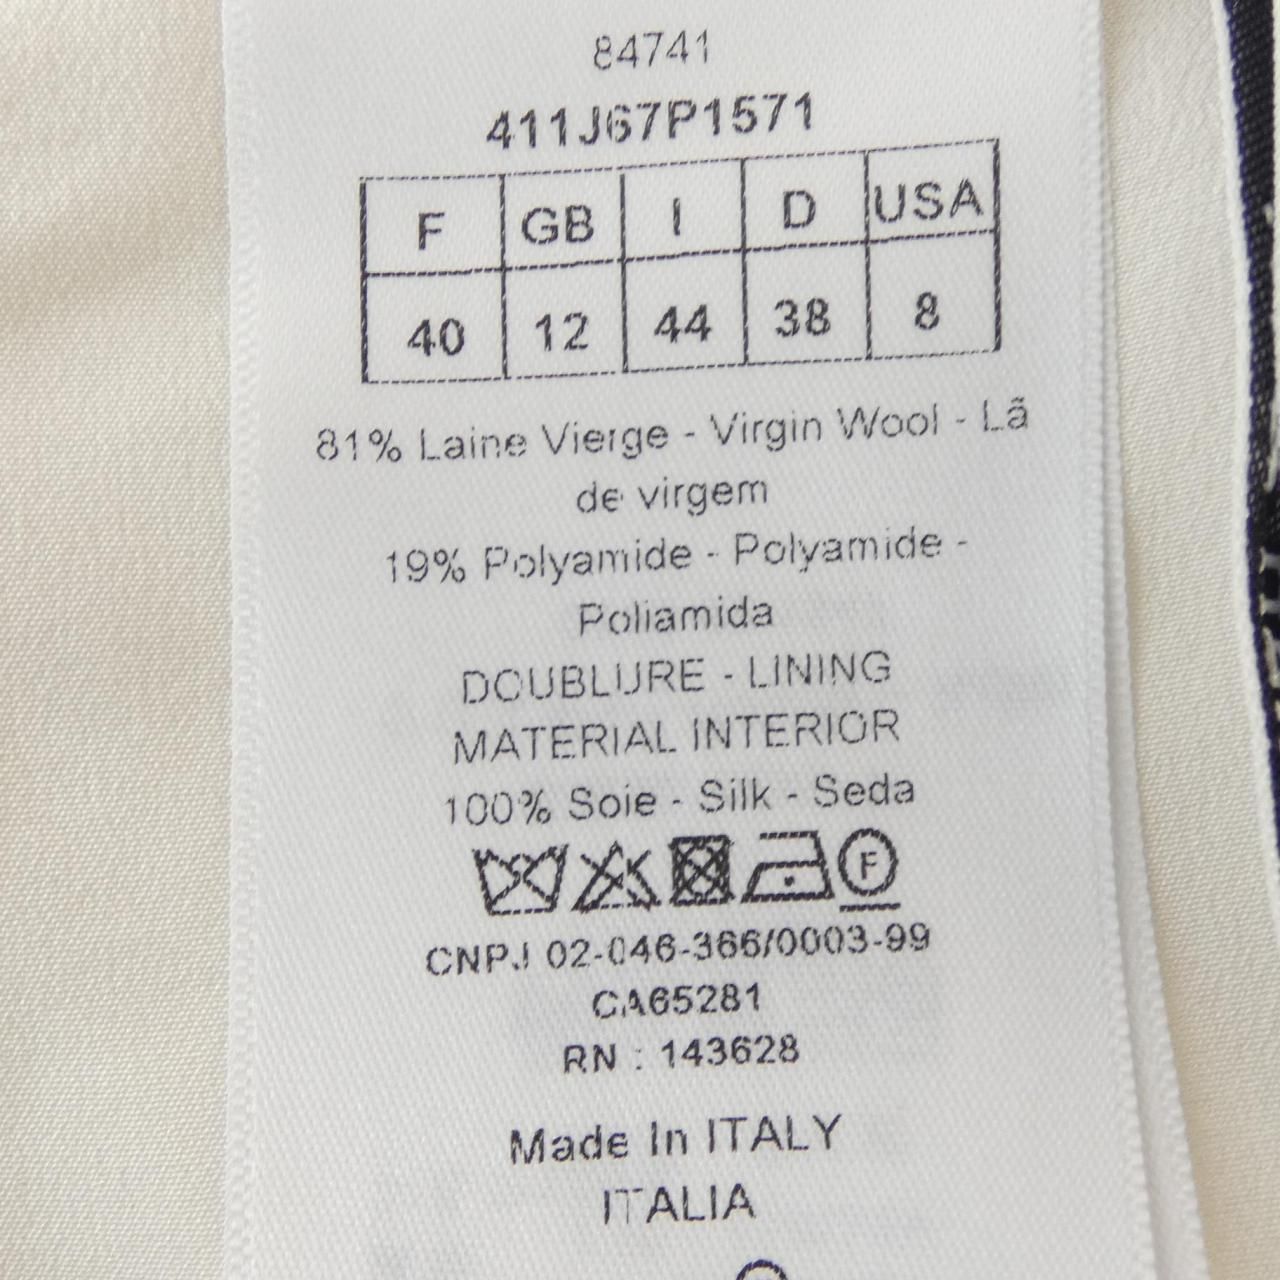 84741
411J67P1571
F GB I D USA
40 12 44 38 8
81% Laine Vierge - Virgin Wool - Lã
de virgem
19% Polyamide - Polyamide -
Poliamida
DOUBLURE - LINING
MATERIAL INTERIOR
100% Soie - Silk - Seda
F
CNPJ 02-046-366/0003-99
CA65281
RN : 143628
Made In ITALY
ITALIA